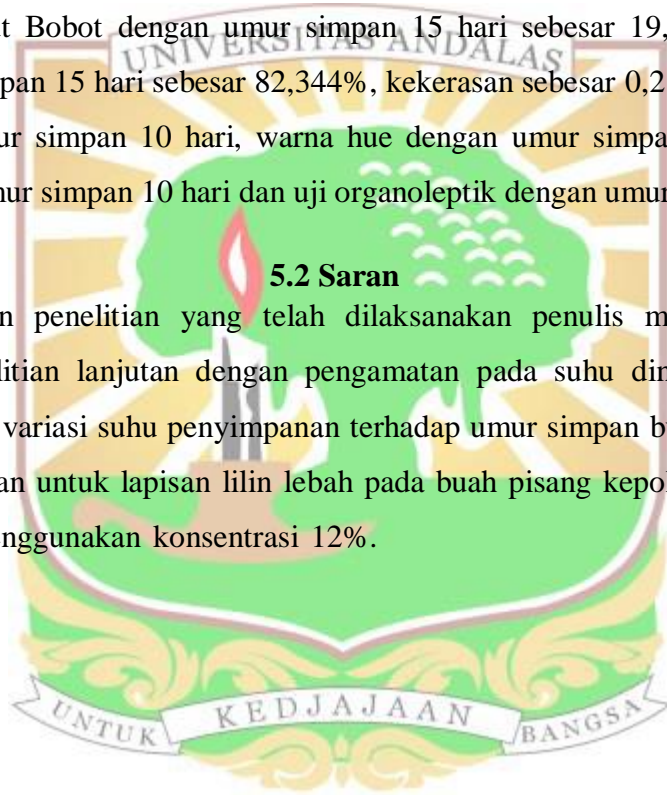 t Bobot dengan umur simpan 15 hari sebesar 19,
UNIVERSITAS ANDALAS
pan 15 hari sebesar 82,344%, kekerasan sebesar 0,2
ur simpan 10 hari, warna hue dengan umur simpa
mur simpan 10 hari dan uji organoleptik dengan umur
5.2 Saran
n penelitian yang telah dilaksanakan penulis m
litian lanjutan dengan pengamatan pada suhu din
variasi suhu penyimpanan terhadap umur simpan b
an untuk lapisan lilin lebah pada buah pisang kepo
enggunakan konsentrasi 12%.
UNTUK KEDJAJAAN BANGSA